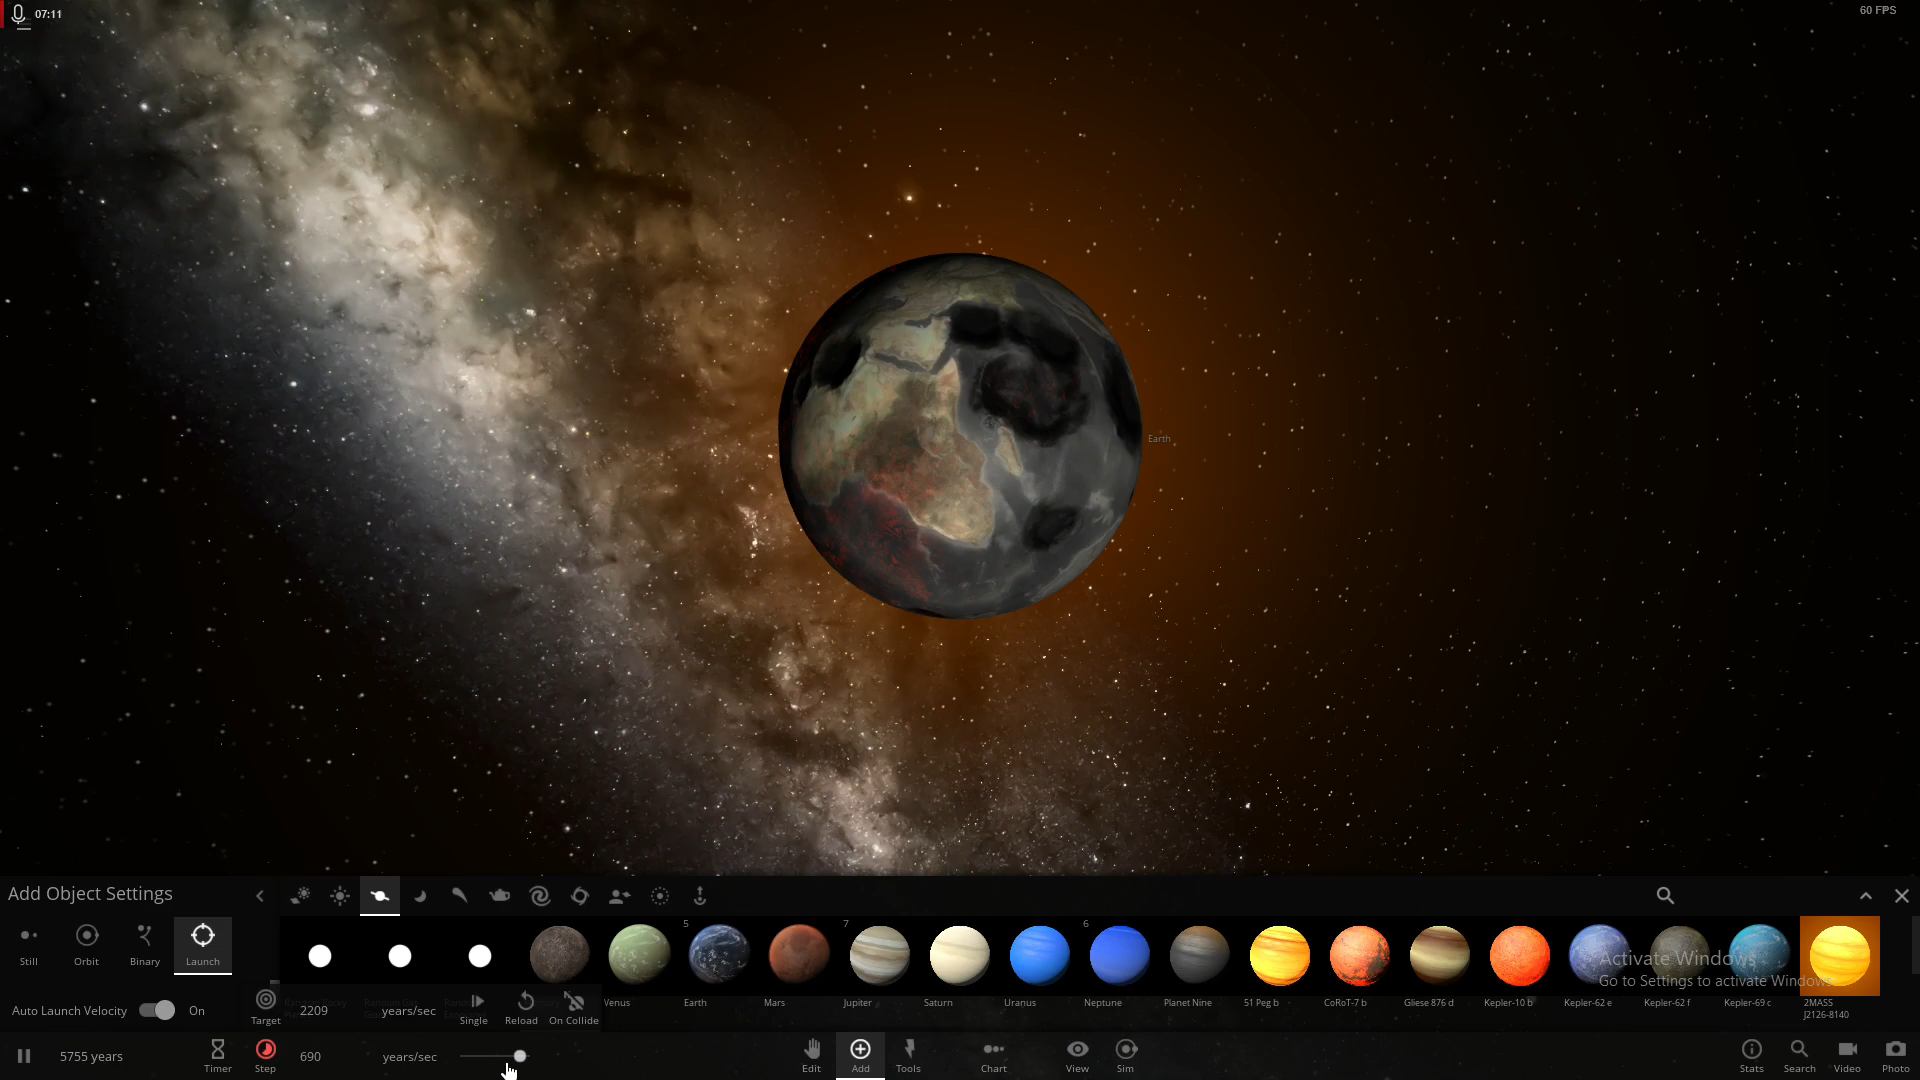 07:11
60 FPS
Earth
Add Object Settings
Still
Orbit
Binary
Launch
5
7
6
Venus
Earth
Mars
Jupiter
Saturn
Uranus
Neptune
Planet Nine
51 Peg b
CoRoT-7 b
Gliese 876 d
Kepler-10 b
Kepler-62 e
Kepler-62 f
Kepler-69 c
2MASS
J2126-8140
Activate Windows
Go to Settings to activate Windows.
Auto Launch Velocity
On
Target
2209
years/sec
Single
Reload
On Collide
5755 years
Timer
Step
690
years/sec
Edit
Add
Tools
Chart
View
Sim
Stats
Search
Video
Photo